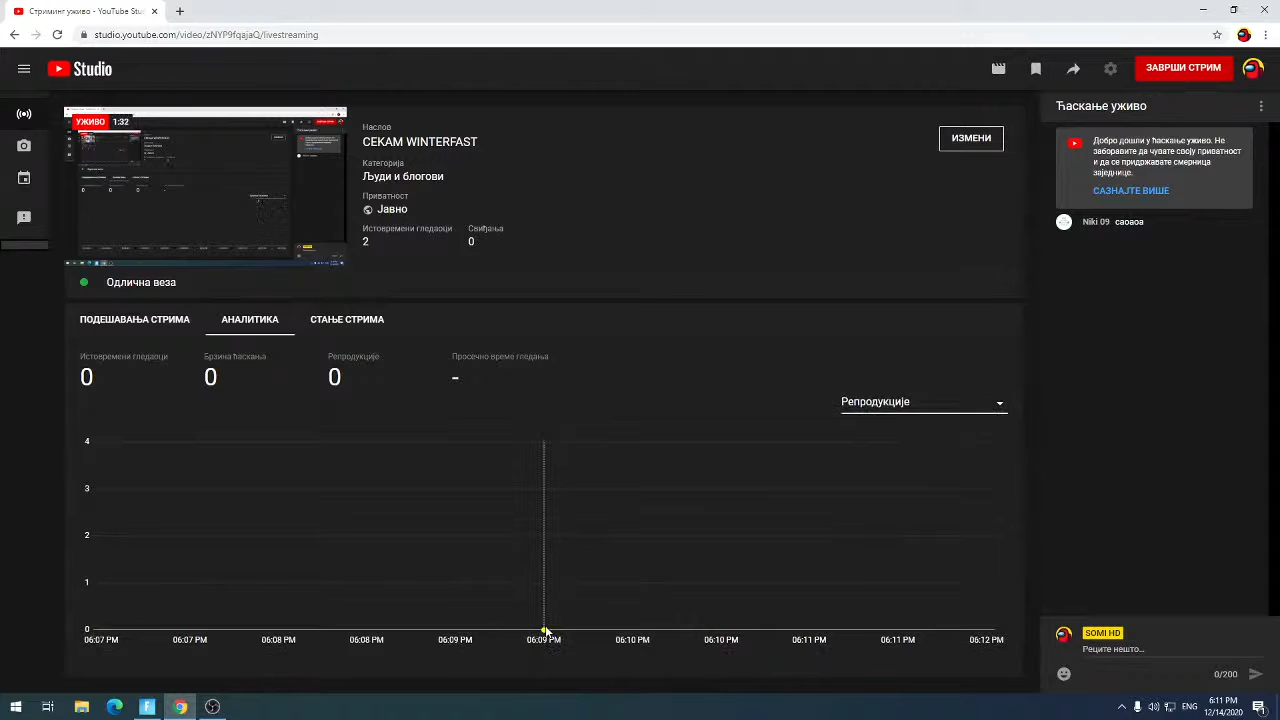 Стриминг уживо - YouTube Stu
studio.youtube.com/video/zNYP9fqajaQ/livestreaming
Studio
ЗАВРШИ СТРИМ
УЖИВО 1:32
Наслов
CEKAM WINTERFAST
ИЗМЕНИ
Категорија
Људи и блогови
Приватност
Јавно
Истовремени гледаоци
Свиђања
2
0
Одлична веза
ПОДЕШАВАЊА СТРИМА
АНАЛИТИКА
СТАЊЕ СТРИМА
Истовремени гледаоци
Брзина ћаскања
Репродукције
Просечно време гледања
0
0
0
-
Репродукције
4
3
2
1
0
06:07 PM
06:07 PM
06:08 PM
06:08 PM
06:09 PM
06:09 PM
06:10 PM
06:10 PM
06:11 PM
06:11 PM
06:12 PM
Ћаскање уживо
Добро дошли у ћаскање уживо. Не
заборавите да чувате своју приватност
и да се придржавате смерница
заједнице.
САЗНАЈТЕ ВИШЕ
Niki 09 саоаоа
SOMI HD
Реците нешто...
0/200
ENG
6:11 PM
12/14/2020